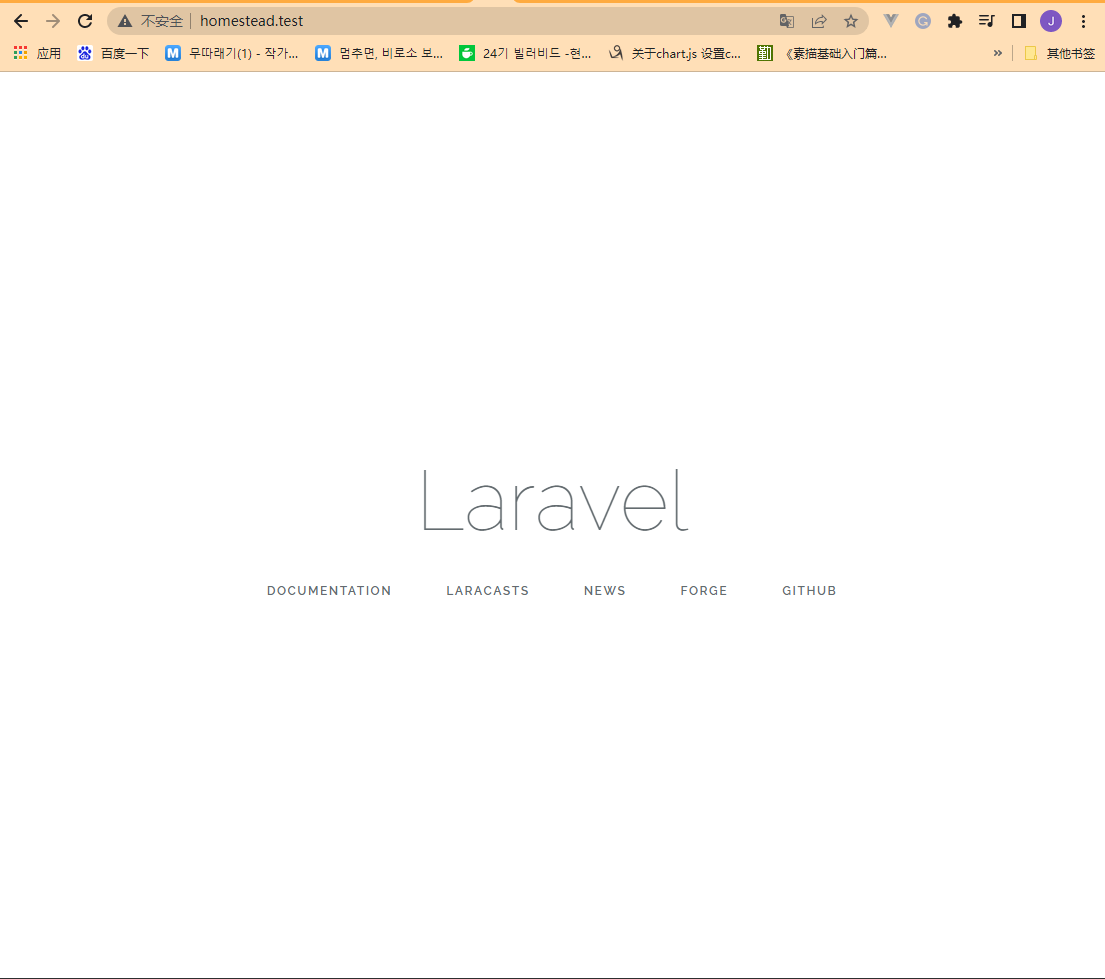 不安全 homestead.test J
应用 百度一下 무따래기(1) - 작가... 멈추면, 비로소 보... 24기 빌러비드 -현... 关于chart.js 设置c... 《素描基础入门篇... » 其他书签
Laravel
DOCUMENTATION LARACASTS NEWS FORGE GITHUB